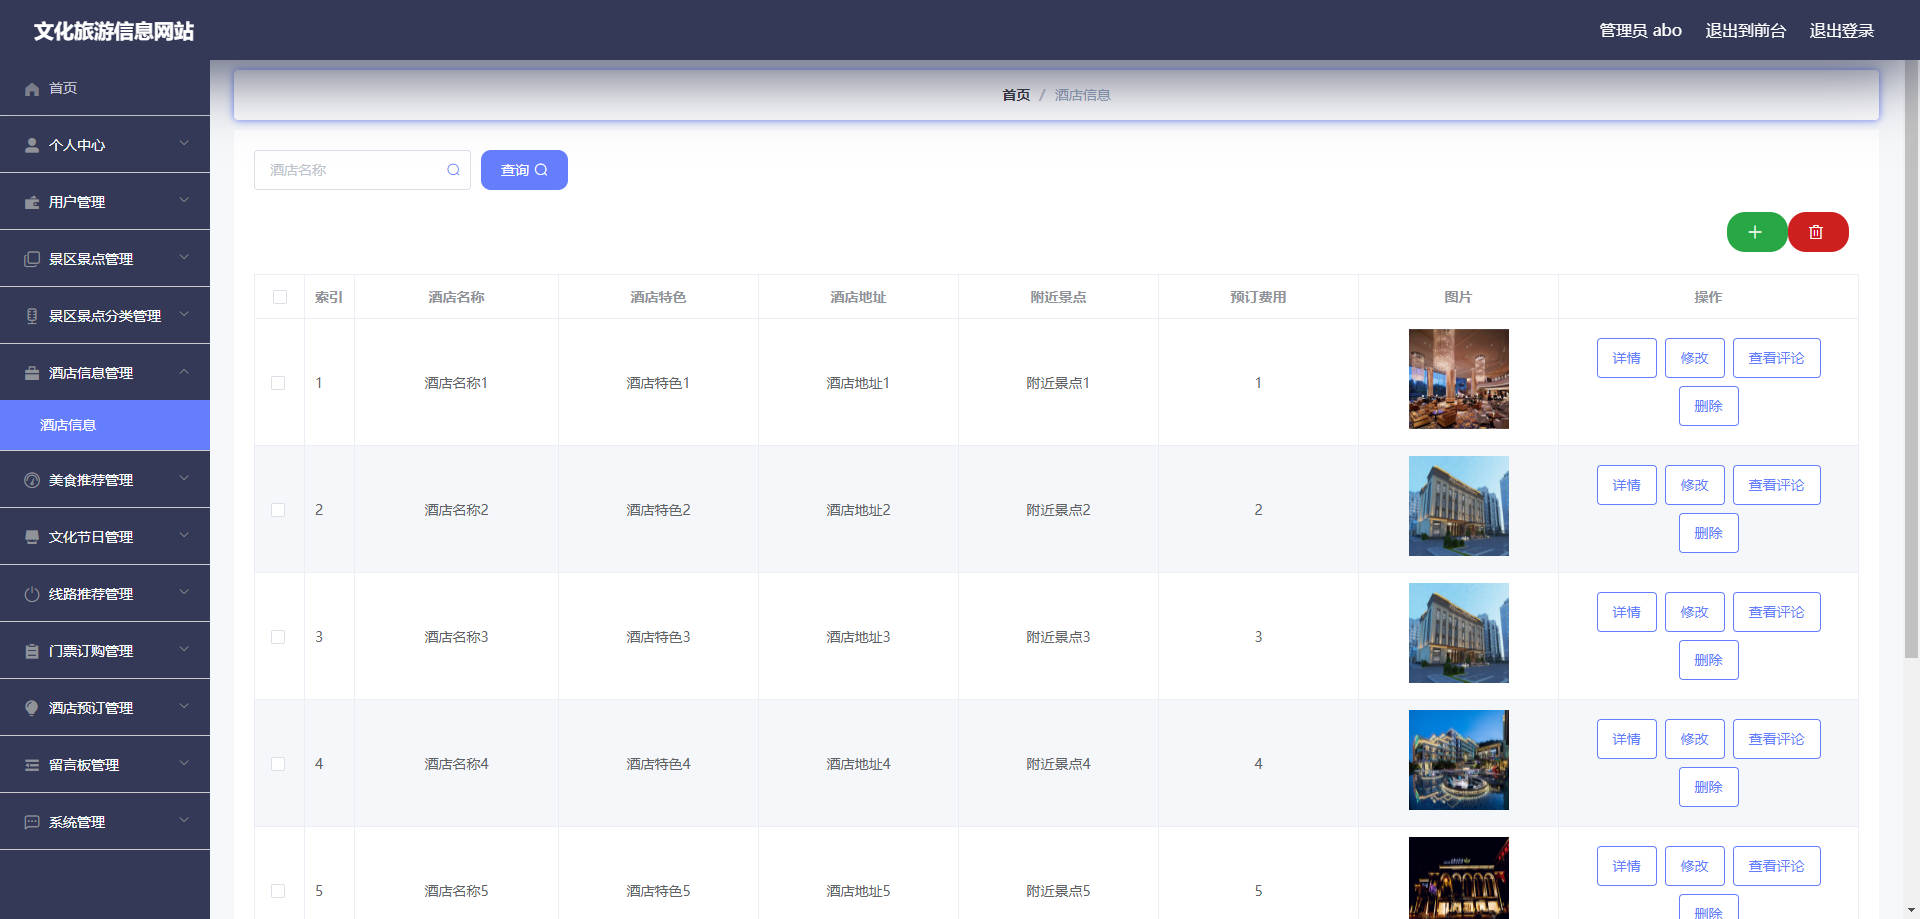 文化旅游信息网站
管理员 abo 退出到前台 退出登录
首页
个人中心
用户管理
景区景点管理
景区景点分类管理
酒店信息管理
酒店信息
美食推荐管理
文化节日管理
线路推荐管理
门票订购管理
酒店预订管理
留言板管理
系统管理
首页 / 酒店信息
酒店名称 查询
索引 酒店名称 酒店特色 酒店地址 附近景点 预订费用 图片 操作
1 酒店名称1 酒店特色1 酒店地址1 附近景点1 1 详情 修改 查看评论
删除
2 酒店名称2 酒店特色2 酒店地址2 附近景点2 2 详情 修改 查看评论
删除
3 酒店名称3 酒店特色3 酒店地址3 附近景点3 3 详情 修改 查看评论
删除
4 酒店名称4 酒店特色4 酒店地址4 附近景点4 4 详情 修改 查看评论
删除
5 酒店名称5 酒店特色5 酒店地址5 附近景点5 5 详情 修改 查看评论
删除